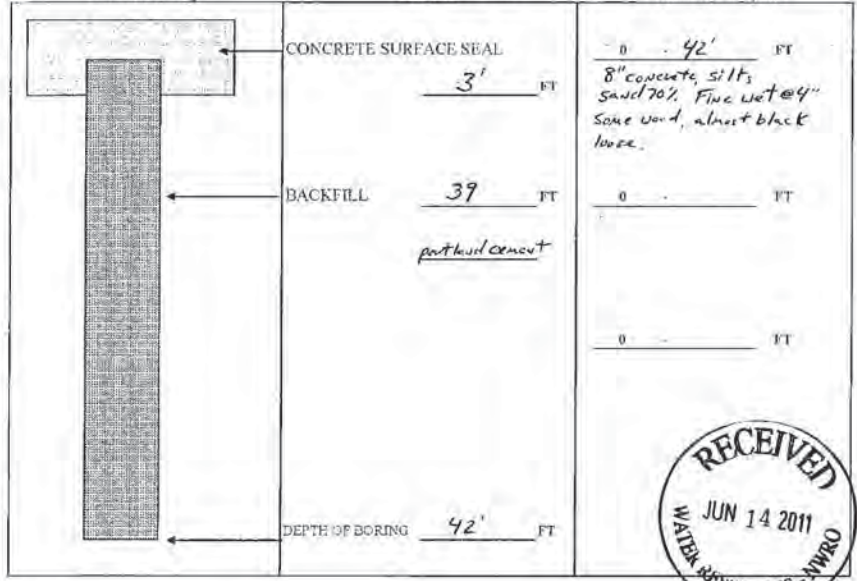 CONCRETE SURFACE SEAL
3' FT
BACKFILL 39 FT
portland cement
DEPTH OF BORING 42' FT
0 - 42' FT
8" concrete, silts
sand 70% Fine wet @4"
Some wood, almost black
loose.
0 - FT
0 - FT
RECEIVED
JUN 14 2011
WATER
NWRO